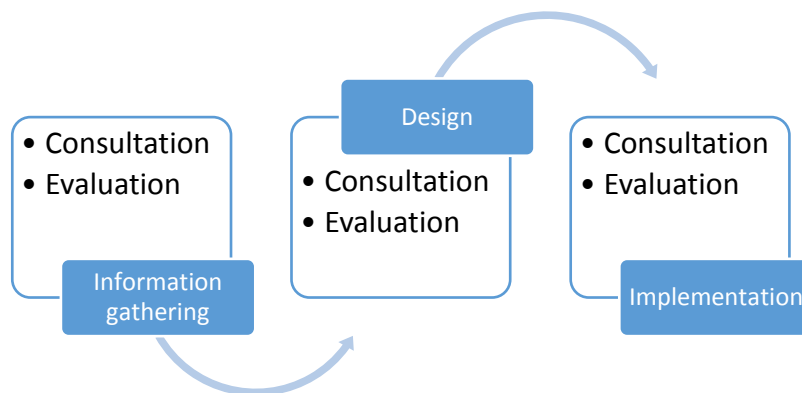 • Consultation
• Evaluation
Information
gathering
Design
• Consultation
• Evaluation
• Consultation
• Evaluation
Implementation